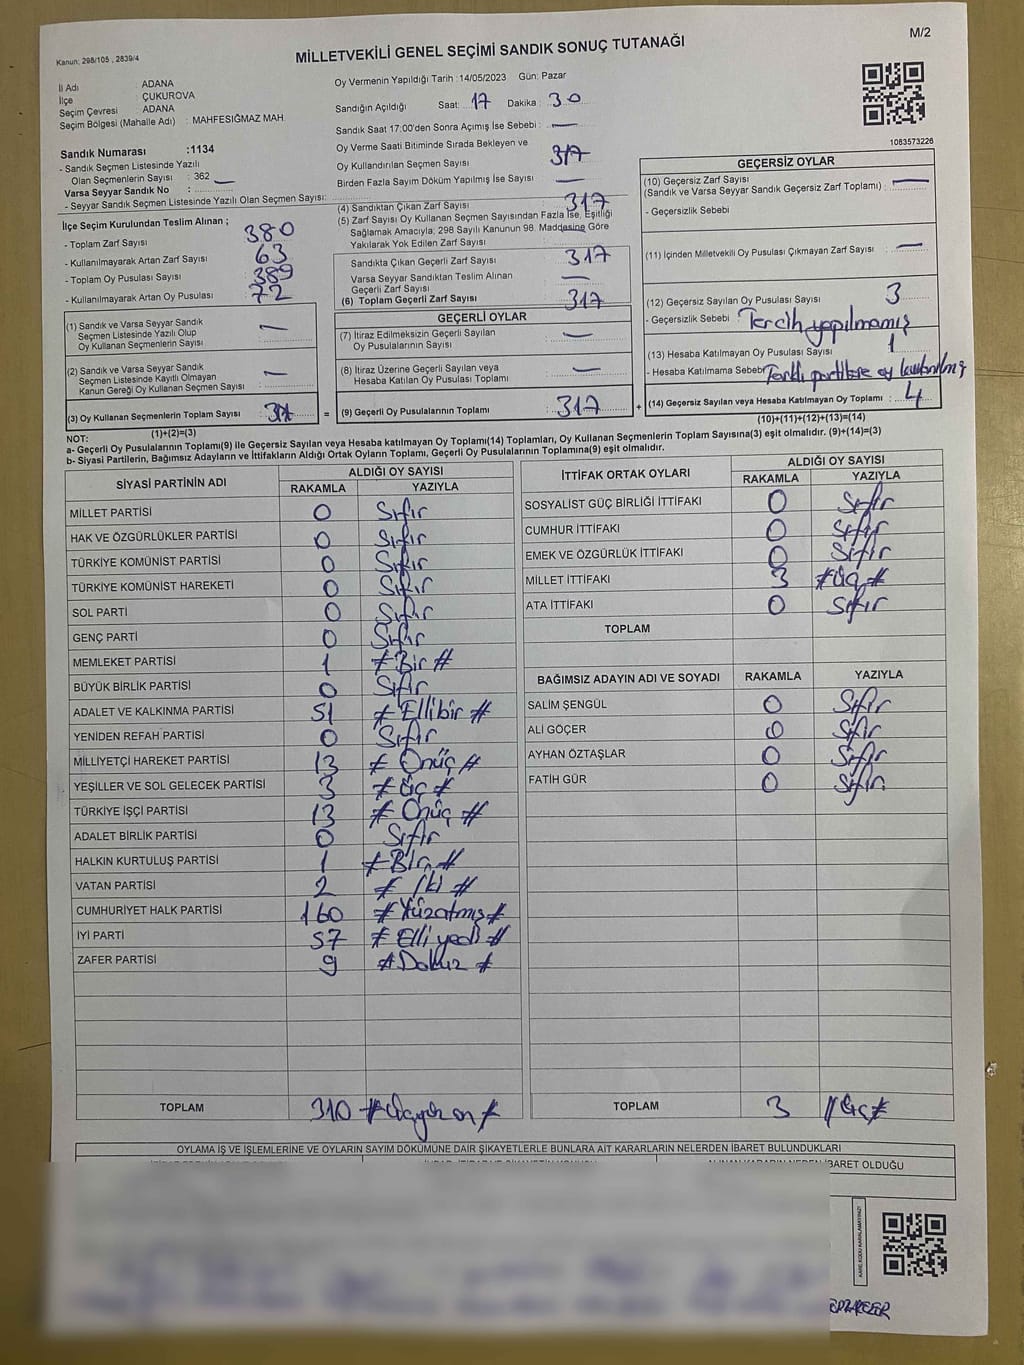 M/2
Kanun: 298/105 , 2839/4
MİLLETVEKİLİ GENEL SEÇİMİ SANDIK SONUÇ TUTANAĞI
İl Adı : ADANA
İlçe : ÇUKUROVA
Seçim Çevresi : ADANA
Seçim Bölgesi (Mahalle Adı) : MAHFESIĞMAZ MAH
Sandık Numarası :1134
- Sandık Seçmen Listesinde Yazılı
Olan Seçmenlerin Sayısı : 362 —
Varsa Seyyar Sandık No :
- Seyyar Sandık Seçmen Listesinde Yazılı Olan Seçmen Sayısı:
Oy Vermenin Yapıldığı Tarih :14/05/2023 Gün: Pazar
Sandığın Açıldığı Saat: 17 Dakika : 30
Sandık Saat 17:00'den Sonra Açımış İse Sebebi : —
Oy Verme Saati Bitiminde Sırada Bekleyen ve
Oy Kullandırılan Seçmen Sayısı 317
Birden Fazla Sayım Döküm Yapılmış İse Sayısı —
1083573226
İlçe Seçim Kurulundan Teslim Alınan ;
- Toplam Zarf Sayısı 380
- Kullanılmayarak Artan Zarf Sayısı 63
- Toplam Oy Pusulası Sayısı 389
- Kullanılmayarak Artan Oy Pusulası 72
(1) Sandık ve Varsa Seyyar Sandık
Seçmen Listesinde Yazılı Olup
Oy Kullanan Seçmenlerin Sayısı —
(2) Sandık ve Varsa Seyyar Sandık
Seçmen Listesinde Kayıtlı Olmayan
Kanun Gereği Oy Kullanan Seçmen Sayısı —
(3) Oy Kullanan Seçmenlerin Toplam Sayısı
(1)+(2)=(3)
(4) Sandıktan Çıkan Zarf Sayısı 317
(5) Zarf Sayısı Oy Kullanan Seçmen Sayısından Fazla İse, Eşitliği
Sağlamak Amacıyla; 298 Sayılı Kanunun 98. Maddesine Göre
Yakılarak Yok Edilen Zarf Sayısı —
Sandıkta Çıkan Geçerli Zarf Sayısı 317
Varsa Seyyar Sandıktan Teslim Alınan
Geçerli Zarf Sayısı —
(6) Toplam Geçerli Zarf Sayısı 317
GEÇERLİ OYLAR
(7) İtiraz Edilmeksizin Geçerli Sayılan
Oy Pusulalarının Sayısı —
(8) İtiraz Üzerine Geçerli Sayılan veya
Hesaba Katılan Oy Pusulası Toplamı —
= (9) Geçerli Oy Pusulalarının Toplamı 317 +
GEÇERSİZ OYLAR
(10) Geçersiz Zarf Sayısı
(Sandık ve Varsa Seyyar Sandık Geçersiz Zarf Toplamı) : —
- Geçersizlik Sebebi
(11) İçinden Milletvekili Oy Pusulası Çıkmayan Zarf Sayısı —
(12) Geçersiz Sayılan Oy Pusulası Sayısı 3
- Geçersizlik Sebebi : Tercih yapılmamış
(13) Hesaba Katılmayan Oy Pusulası Sayısı 1
- Hesaba Katılmama Sebebi Farklı partilere oy kullanılmış
(14) Geçersiz Sayılan veya Hesaba Katılmayan Oy Toplamı : 4
(10)+(11)+(12)+(13)=(14)
NOT:
a- Geçerli Oy Pusulalarının Toplamı(9) ile Geçersiz Sayılan veya Hesaba katılmayan Oy Toplamı(14) Toplamları, Oy Kullanan Seçmenlerin Toplam Sayısına(3) eşit olmalıdır. (9)+(14)=(3)
b- Siyasi Partilerin, Bağımsız Adayların ve İttifakların Aldığı Ortak Oyların Toplamı, Geçerli Oy Pusulalarının Toplamına(9) eşit olmalıdır.
SİYASİ PARTİNİN ADI ALDIĞI OY SAYISI
RAKAMLA YAZIYLA
MİLLET PARTİSİ 0 Sıfır
HAK VE ÖZGÜRLÜKLER PARTİSİ 0 Sıfır
TÜRKİYE KOMÜNİST PARTİSİ 0 Sıfır
TÜRKİYE KOMÜNİST HAREKETİ 0 Sıfır
SOL PARTİ 0 Sıfır
GENÇ PARTİ 0 Sıfır
MEMLEKET PARTİSİ 1 # Bir #
BÜYÜK BİRLİK PARTİSİ 0 Sıfır
ADALET VE KALKINMA PARTİSİ 51 # Ellibir #
YENİDEN REFAH PARTİSİ 0 Sıfır
MİLLİYETÇİ HAREKET PARTİSİ 13 # Onüç #
YEŞİLLER VE SOL GELECEK PARTİSİ 3 # Üç #
TÜRKİYE İŞÇİ PARTİSİ 13 # Onüç #
ADALET BİRLİK PARTİSİ 0 Sıfır
HALKIN KURTULUŞ PARTİSİ 1 # Bir #
VATAN PARTİSİ 2 # İki #
CUMHURİYET HALK PARTİSİ 160 # Yüzatmış #
İYİ PARTİ 57 # Elli yedi #
ZAFER PARTİSİ 9 # Dokuz #
TOPLAM 310 # Üçyüz on #
İTTİFAK ORTAK OYLARI ALDIĞI OY SAYISI
RAKAMLA YAZIYLA
SOSYALİST GÜÇ BİRLİĞİ İTTİFAKI 0 Sıfır
CUMHUR İTTİFAKI 0 Sıfır
EMEK VE ÖZGÜRLÜK İTTİFAKI 0 Sıfır
MİLLET İTTİFAKI 3 # Üç #
ATA İTTİFAKI 0 Sıfır
TOPLAM
BAĞIMSIZ ADAYIN ADI VE SOYADI RAKAMLA YAZIYLA
SALİM ŞENGÜL 0 Sıfır
ALİ GÖÇER 0 Sıfır
AYHAN ÖZTAŞLAR 0 Sıfır
FATİH GÜR 0 Sıfır
TOPLAM 3 # Üç #
OYLAMA İŞ VE İŞLEMLERİNE VE OYLARIN SAYIM DÖKÜMÜNE DAİR ŞİKAYETLERLE BUNLARA AİT KARARLARIN NELERDEN İBARET BULUNDUKLARI
İBARET OLDUĞU
KARE KODU KARALAMAYINIZ!